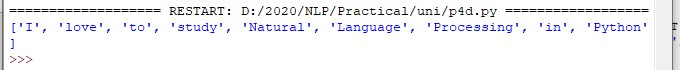 =================== RESTART: D:/2020/NLP/Practical/uni/p4d.py ===================
['I', 'love', 'to', 'study', 'Natural', 'Language', 'Processing', 'in', 'Python'
]
>>>